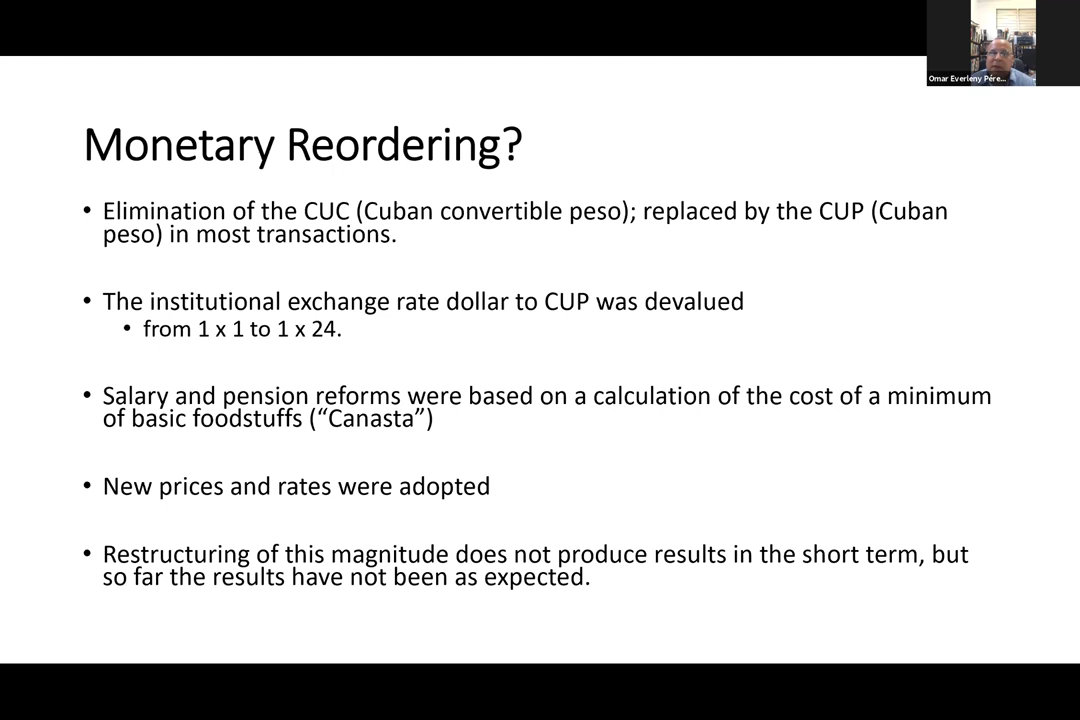 Omar Everleny Pére...
Monetary Reordering?
• Elimination of the CUC (Cuban convertible peso); replaced by the CUP (Cuban
peso) in most transactions.
• The institutional exchange rate dollar to CUP was devalued
• from 1 x 1 to 1 x 24.
• Salary and pension reforms were based on a calculation of the cost of a minimum
of basic foodstuffs (“Canasta”)
• New prices and rates were adopted
• Restructuring of this magnitude does not produce results in the short term, but
so far the results have not been as expected.